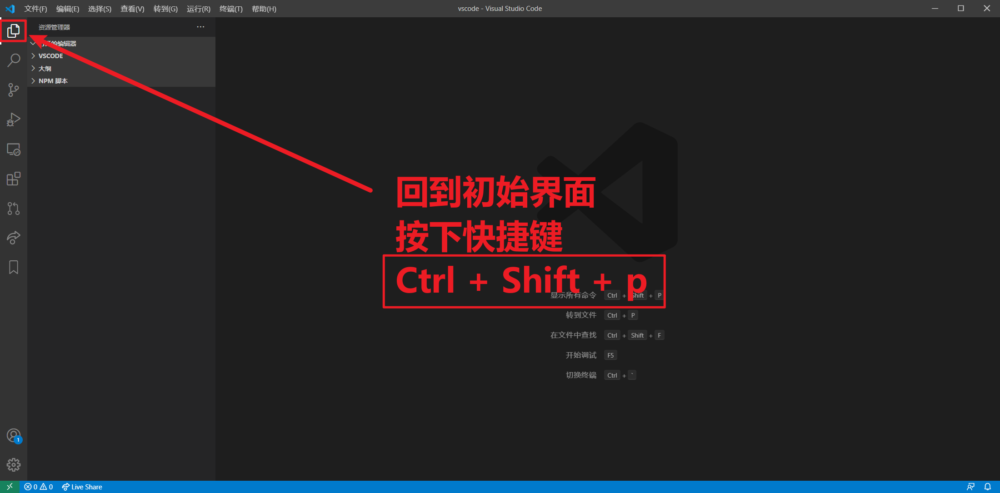 文件(F) 编辑(E) 选择(S) 查看(V) 转到(G) 运行(R) 终端(T) 帮助(H)
vscode - Visual Studio Code
资源管理器
的编辑器
VSCODE
大纲
NPM 脚本
回到初始界面
按下快捷键
Ctrl + Shift + p
显示所有命令 Ctrl + Shift + P
转到文件 Ctrl + P
在文件中查找 Ctrl + Shift + F
开始调试 F5
切换终端 Ctrl + `
1
0 0 Live Share